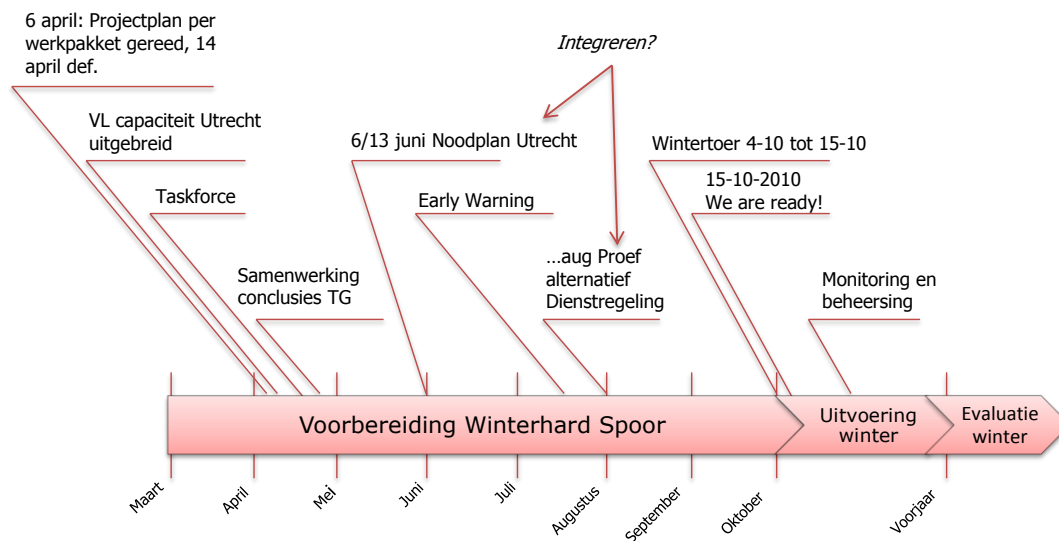 6 april: Projectplan per
werkpakket gereed, 14
april def.
Integreren?
VL capaciteit Utrecht
uitgebreid
6/13 juni Noodplan Utrecht
Wintertoer 4-10 tot 15-10
Taskforce
Early Warning
15-10-2010
We are ready!
Samenwerking
conclusies TG
...aug Proef
alternatief
Dienstregeling
Monitoring en
beheersing
Voorbereiding Winterhard Spoor
Uitvoering
winter
Evaluatie
winter
Maart
April
Mei
Juni
Juli
Augustus
September
Oktober
Voorjaar